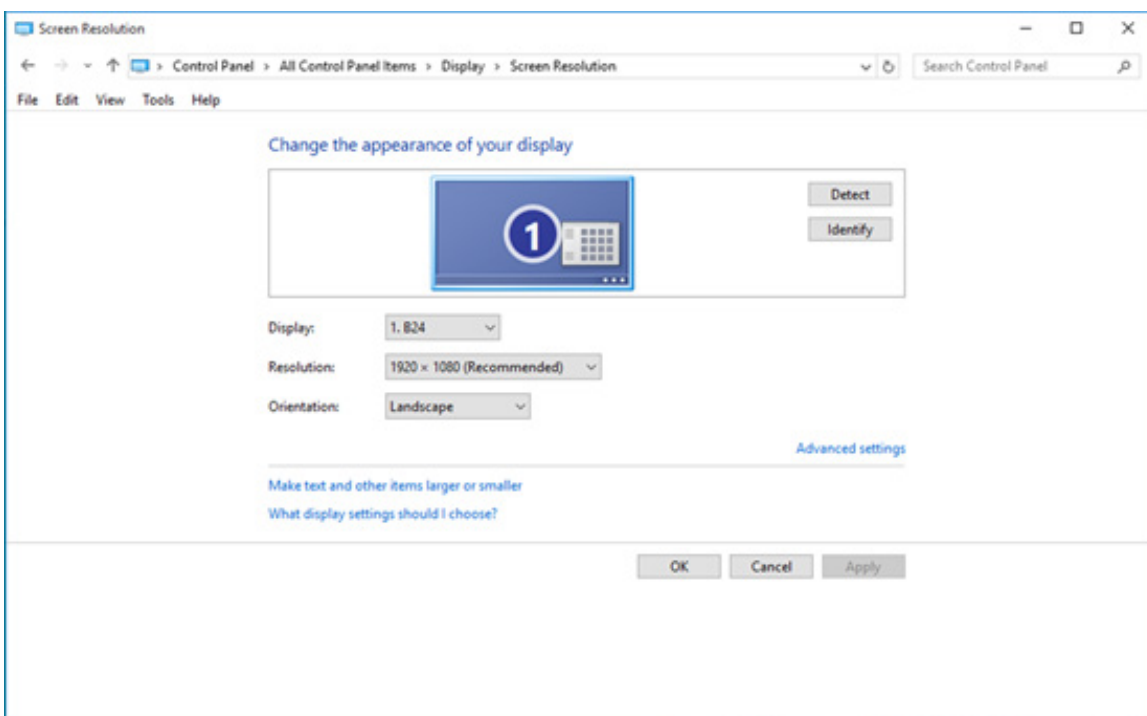 Screen Resolution
Control Panel > All Control Panel Items > Display > Screen Resolution
Search Control Panel
File Edit View Tools Help
Change the appearance of your display
1
Detect
Identify
Display: 1. B24
Resolution: 1920 × 1080 (Recommended)
Orientation: Landscape
Advanced settings
Make text and other items larger or smaller
What display settings should I choose?
OK Cancel Apply